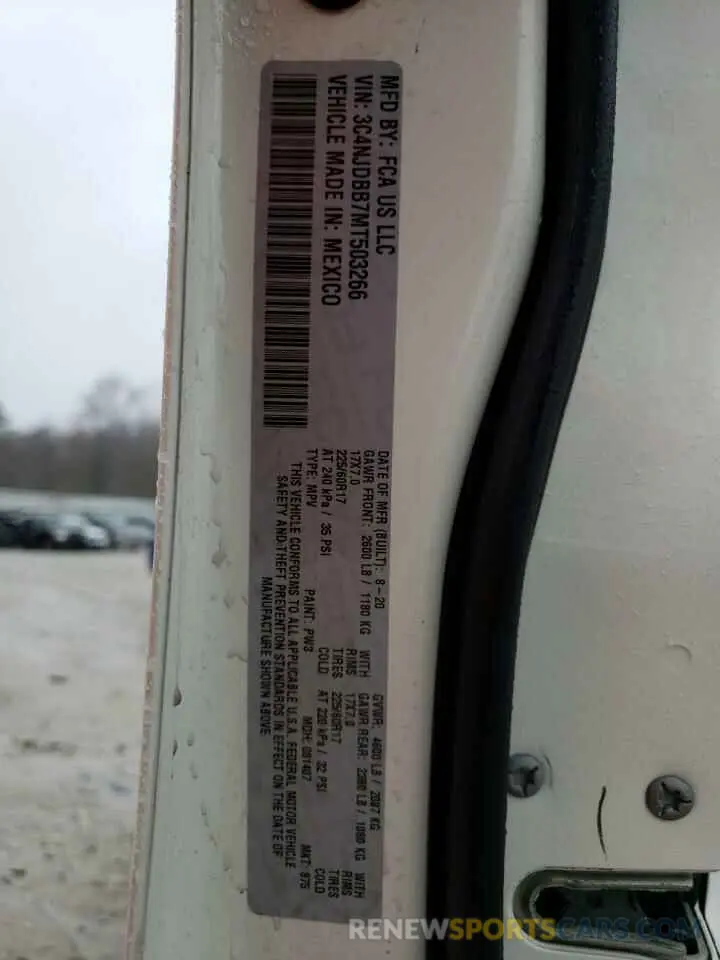 MFD BY: FCA US LLC
VIN: 3C4NJDBB7MT503266
VEHICLE MADE IN: MEXICO
DATE OF MFR (BUILT): 8-20 GVWR: 4600 LB / 2087 KG
GAWR FRONT: 2600 LB / 1180 KG WITH GAWR REAR: 2380 LB / 1080 KG WITH
17X7.0 RIMS 17X7.0 RIMS
225/60R17 TIRES 225/60R17 TIRES
AT 240 kPa / 35 PSI COLD AT 220 kPa / 32 PSI COLD
TYPE: MPV PAINT: PW3 MDH: 081407 MKT: 975
THIS VEHICLE CONFORMS TO ALL APPLICABLE U.S.A. FEDERAL MOTOR VEHICLE
SAFETY AND THEFT PREVENTION STANDARDS IN EFFECT ON THE DATE OF
MANUFACTURE SHOWN ABOVE.
RENEWSPORTSCARS.COM